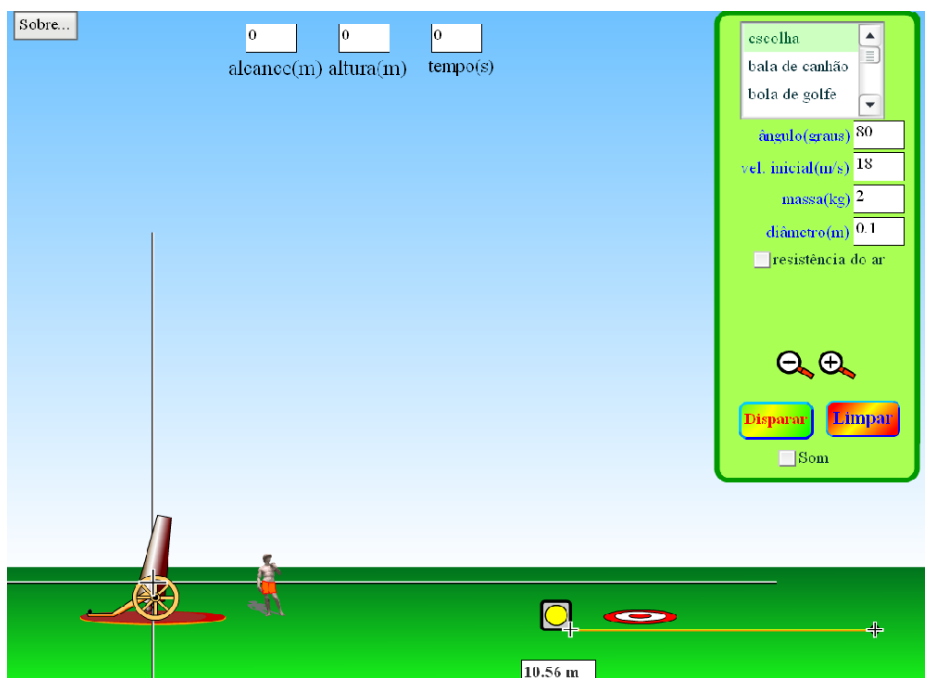 Sobre...
0 0 0
alcance(m) altura(m) tempo(s)
escolha
bala de canhão
bola de golfe
ângulo(graus) 80
vel. inicial(m/s) 18
massa(kg) 2
diâmetro(m) 0.1
resistência do ar
Disparar Limpar
Som
10.56 m